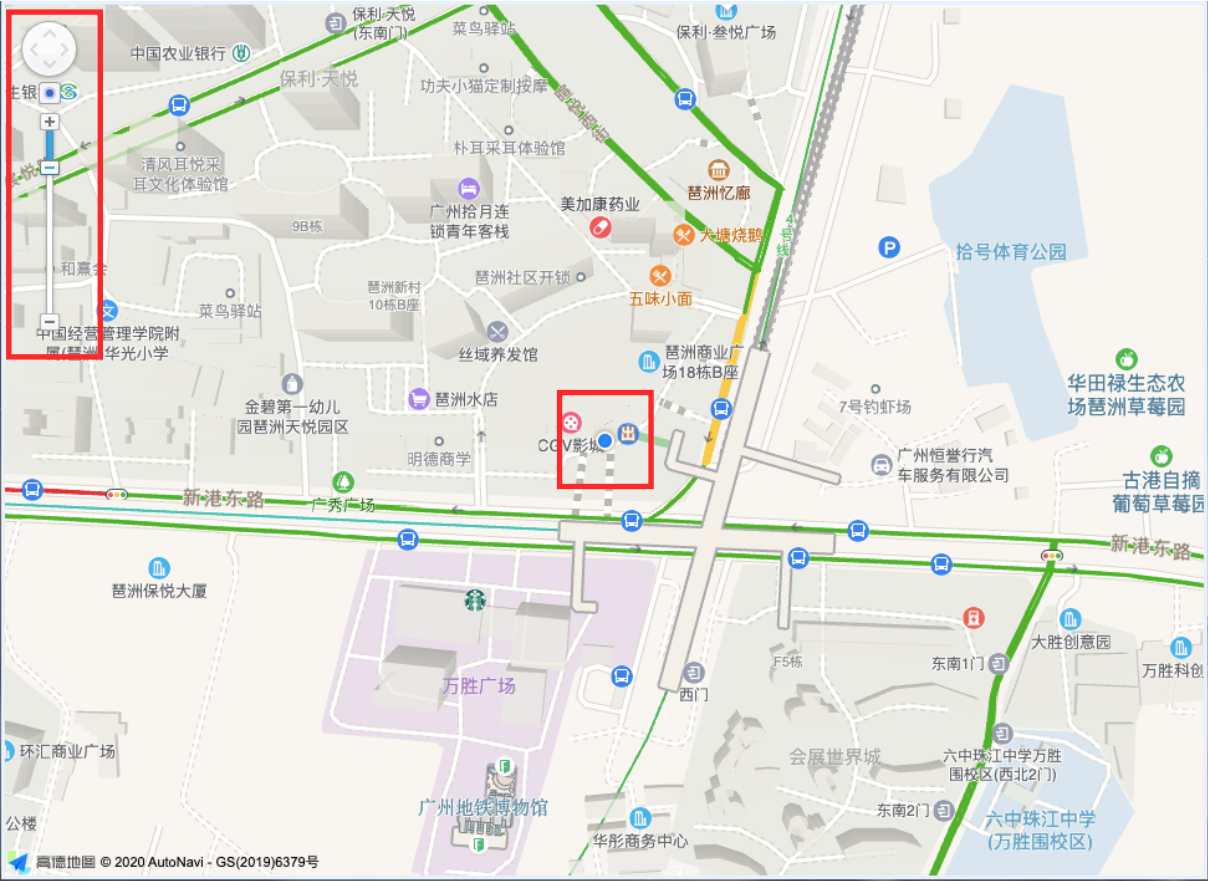 保利·天悦
(东南门)
菜鸟驿站
保利·叁悦广场
中国农业银行
保利·天悦
功夫小猫定制按摩
生银
朴耳采耳体验馆
清风耳悦采
耳文化体验馆
琶洲忆廊
广州拾月连
锁青年客栈
美加康药业
9B栋
大塘烧鹅
4号线
拾号体育公园
和熹会
琶洲社区开锁
琶洲新村
10栋B座
五味小面
菜鸟驿站
中国经营管理学院附
属(琶洲)华光小学
丝域养发馆
琶洲商业广
场18栋B座
华田禄生态农
场琶洲草莓园
金碧第一幼儿
园琶洲天悦园区
琶洲水店
7号钓虾场
CGV影城
明德商学
广州恒誉行汽
车服务有限公司
古港自摘
葡萄草莓园
新港东路
广秀广场
新港东路
琶洲保悦大厦
大胜创意园
F5栋
东南1门
万胜科创
万胜广场
西门
环汇商业广场
会展世界城
六中珠江中学万胜
围校区(西北2门)
广州地铁博物馆
东南2门
六中珠江中学
(万胜围校区)
公楼
华彤商务中心
高德地图 © 2020 AutoNavi - GS(2019)6379号